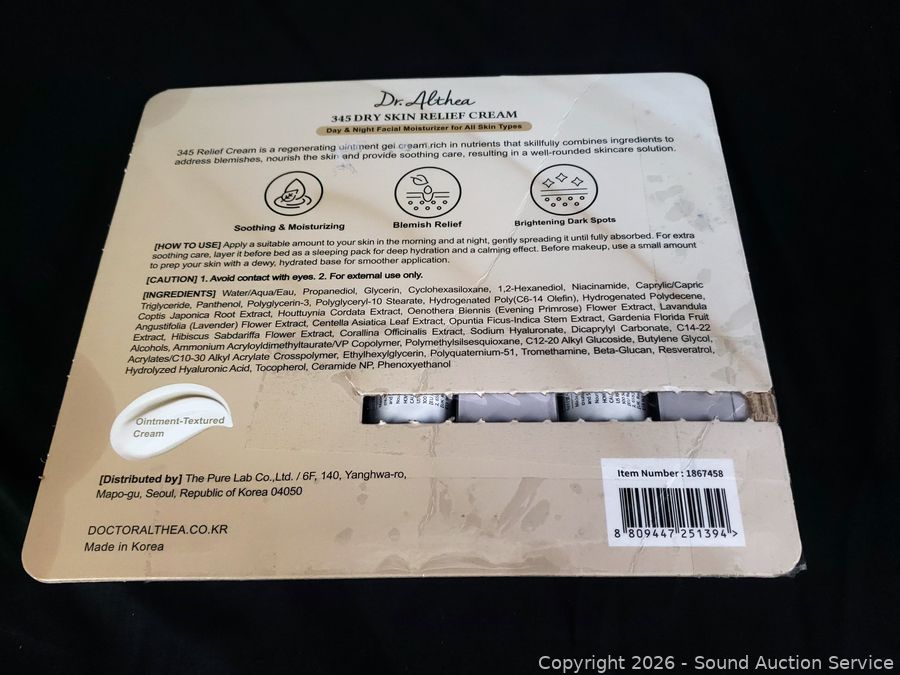 Dr. Althea
345 DRY SKIN RELIEF CREAM
Day & Night Facial Moisturizer for All Skin Types
345 Relief Cream is a regenerating ointment gel cream rich in nutrients that skillfully combines ingredients to
address blemishes, nourish the skin and provide soothing care, resulting in a well-rounded skincare solution.
Soothing & Moisturizing
Blemish Relief
Brightening Dark Spots
[HOW TO USE] Apply a suitable amount to your skin in the morning and at night, gently spreading it until fully absorbed. For extra
soothing care, layer it before bed as a sleeping pack for deep hydration and a calming effect. Before makeup, use a small amount
to prep your skin with a dewy, hydrated base for smoother application.
[CAUTION] 1. Avoid contact with eyes. 2. For external use only.
[INGREDIENTS] Water/Aqua/Eau, Propanediol, Glycerin, Cyclohexasiloxane, 1,2-Hexanediol, Niacinamide, Caprylic/Capric
Triglyceride, Panthenol, Polyglycerin-3, Polyglyceryl-10 Stearate, Hydrogenated Poly(C6-14 Olefin), Hydrogenated Polydecene,
Coptis Japonica Root Extract, Houttuynia Cordata Extract, Oenothera Biennis (Evening Primrose) Flower Extract, Lavandula
Angustifolia (Lavender) Flower Extract, Centella Asiatica Leaf Extract, Opuntia Ficus-Indica Stem Extract, Gardenia Florida Fruit
Extract, Hibiscus Sabdariffa Flower Extract, Corallina Officinalis Extract, Sodium Hyaluronate, Dicaprylyl Carbonate, C14-22
Alcohols, Ammonium Acryloyldimethyltaurate/VP Copolymer, Polymethylsilsesquioxane, C12-20 Alkyl Glucoside, Butylene Glycol,
Acrylates/C10-30 Alkyl Acrylate Crosspolymer, Ethylhexylglycerin, Polyquaternium-51, Tromethamine, Beta-Glucan, Resveratrol,
Hydrolyzed Hyaluronic Acid, Tocopherol, Ceramide NP, Phenoxyethanol
Ointment-Textured
Cream
[Distributed by] The Pure Lab Co.,Ltd. / 6F, 140, Yanghwa-ro,
Mapo-gu, Seoul, Republic of Korea 04050
DOCTORALTHEA.CO.KR
Made in Korea
Item Number : 1867458
8 809447 251394 >
Copyright 2026 - Sound Auction Service